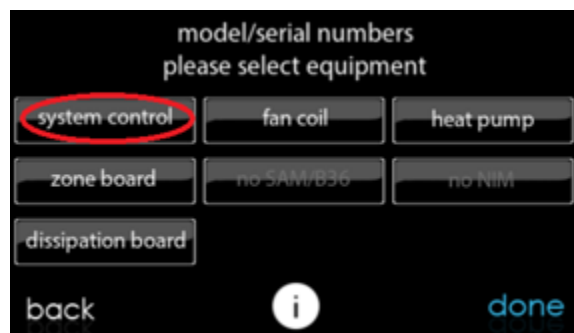 model/serial numbers
please select equipment
system control
fan coil
heat pump
zone board
no SAM/B36
no NIM
dissipation board
back
i
done